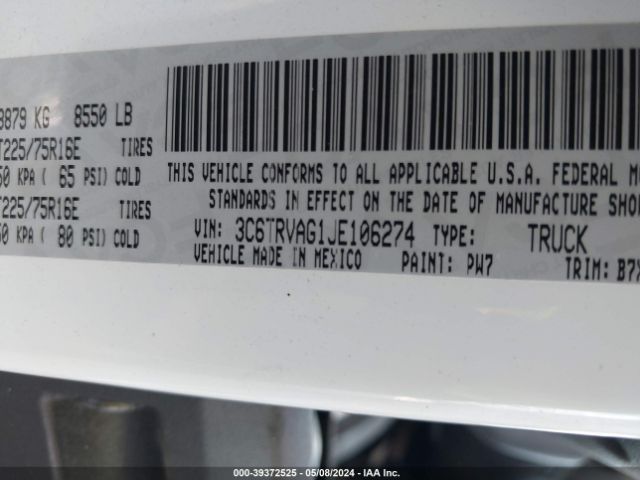 3879 KG 8550 LB
T225/75R16E TIRES
50 KPA ( 65 PSI) COLD
T225/75R16E TIRES
50 KPA ( 80 PSI) COLD
THIS VEHICLE CONFORMS TO ALL APPLICABLE U.S.A. FEDERAL M
STANDARDS IN EFFECT ON THE DATE OF MANUFACTURE SHO
VIN: 3C6TRVAG1JE106274 TYPE: TRUCK
VEHICLE MADE IN MEXICO PAINT: PW7 TRIM: B7X
000-39372525 - 05/08/2024 - IAA Inc.